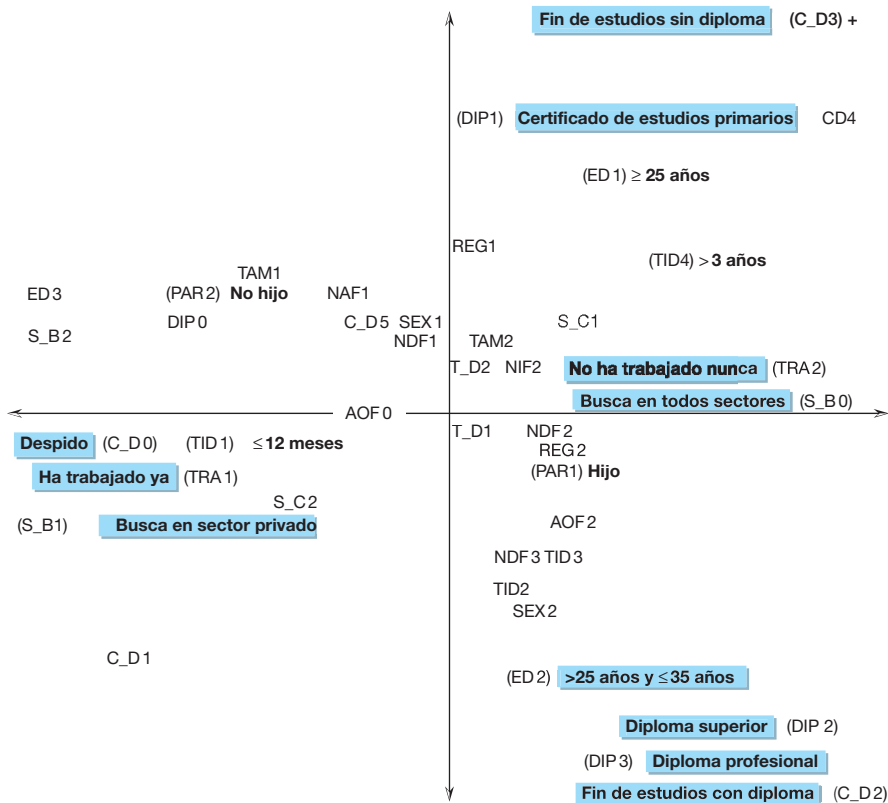 Fin de estudios sin diploma (C_D3) +
(DIP1) Certificado de estudios primarios CD4
(ED1) ≥ 25 años
REG1
(TID4) > 3 años
TAM1
ED3 (PAR2) No hijo NAF1
DIP0 C_D5 SEX1 S_C1
S_B2 NDF1 TAM2
T_D2 NIF2 No ha trabajado nunca (TRA2)
Busca en todos sectores (S_B0)
AOF0
T_D1 NDF2
Despido (C_D0) (TID1) ≤ 12 meses
REG2
Ha trabajado ya (TRA1) (PAR1) Hijo
S_C2
(S_B1) Busca en sector privado AOF2
NDF3 TID3
TID2
SEX2
C_D1
(ED2) >25 años y ≤ 35 años
Diploma superior (DIP 2)
(DIP3) Diploma profesional
Fin de estudios con diploma (C_D2)